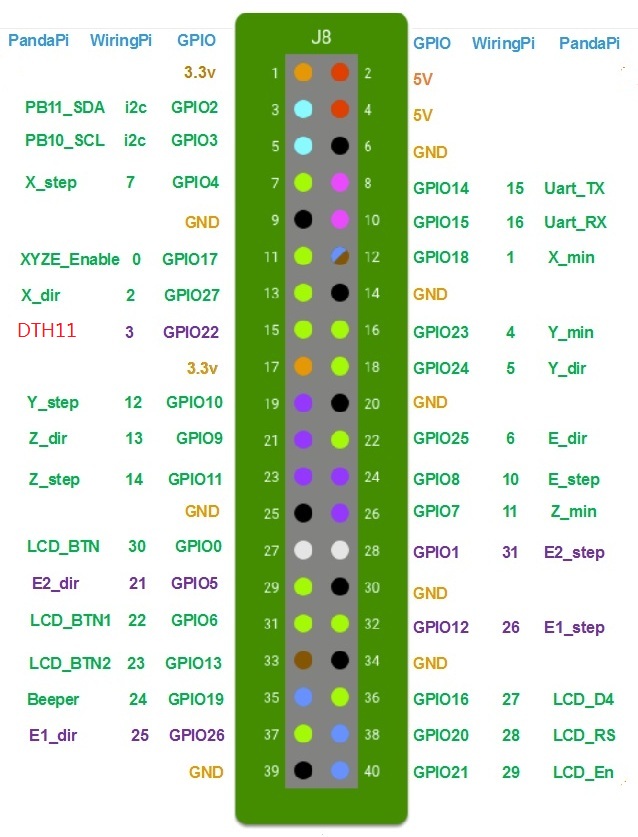 PandaPi WiringPi GPIO J8 GPIO WiringPi PandaPi
3.3v 1 2 5V
PB11_SDA i2c GPIO2 3 4 5V
PB10_SCL i2c GPIO3 5 6 GND
X_step 7 GPIO4 7 8 GPIO14 15 Uart_TX
GND 9 10 GPIO15 16 Uart_RX
XYZE_Enable 0 GPIO17 11 12 GPIO18 1 X_min
X_dir 2 GPIO27 13 14 GND
DTH11 3 GPIO22 15 16 GPIO23 4 Y_min
3.3v 17 18 GPIO24 5 Y_dir
Y_step 12 GPIO10 19 20 GND
Z_dir 13 GPIO9 21 22 GPIO25 6 E_dir
Z_step 14 GPIO11 23 24 GPIO8 10 E_step
GND 25 26 GPIO7 11 Z_min
LCD_BTN 30 GPIO0 27 28 GPIO1 31 E2_step
E2_dir 21 GPIO5 29 30 GND
LCD_BTN1 22 GPIO6 31 32 GPIO12 26 E1_step
LCD_BTN2 23 GPIO13 33 34 GND
Beeper 24 GPIO19 35 36 GPIO16 27 LCD_D4
E1_dir 25 GPIO26 37 38 GPIO20 28 LCD_RS
GND 39 40 GPIO21 29 LCD_En